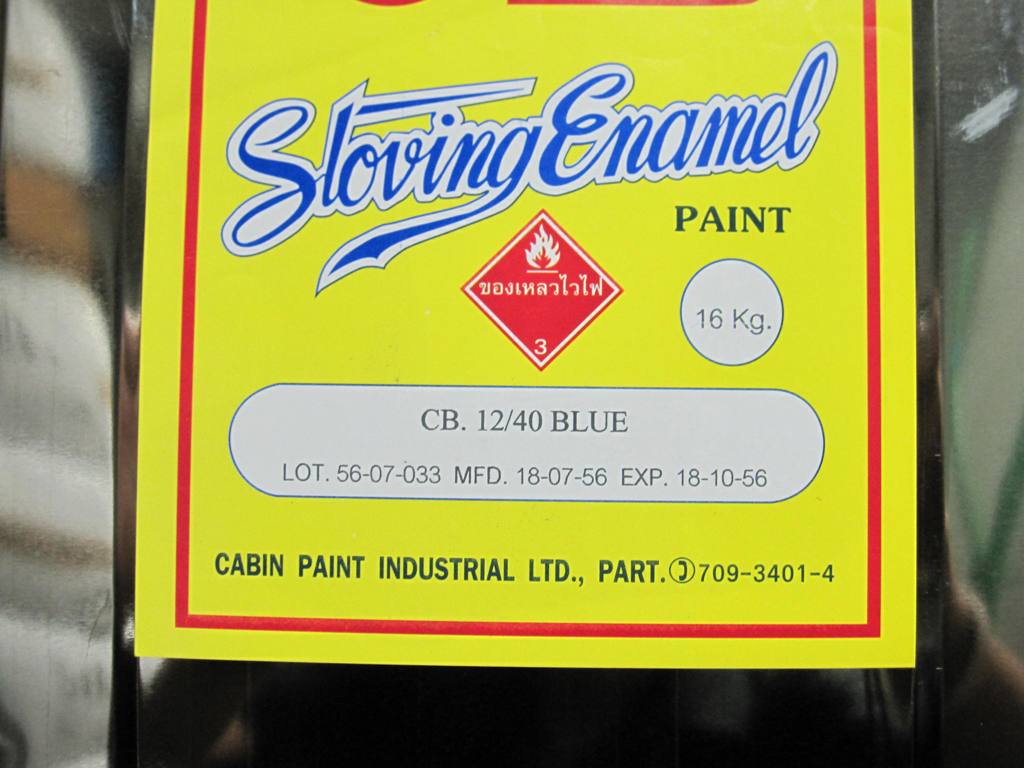 Stoving Enamel
PAINT
ของเหลวไวไฟ
3
16 Kg.
CB. 12/40 BLUE
LOT. 56-07-033 MFD. 18-07-56 EXP. 18-10-56
CABIN PAINT INDUSTRIAL LTD., PART. 709-3401-4